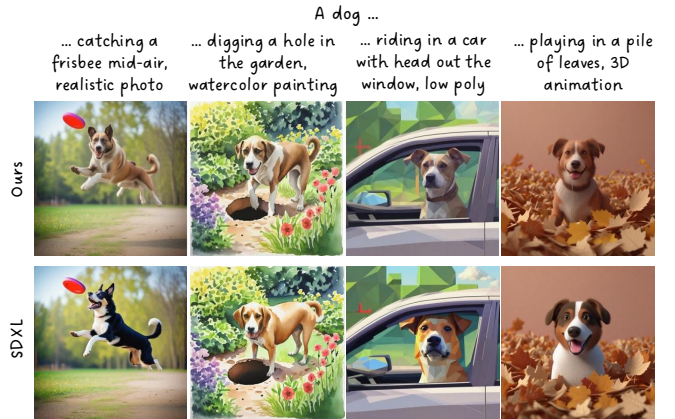 A dog ...
... catching a
frisbee mid-air,
realistic photo
... digging a hole in
the garden,
watercolor painting
... riding in a car
with head out the
window, low poly
... playing in a pile
of leaves, 3D
animation
Ours
SDXL